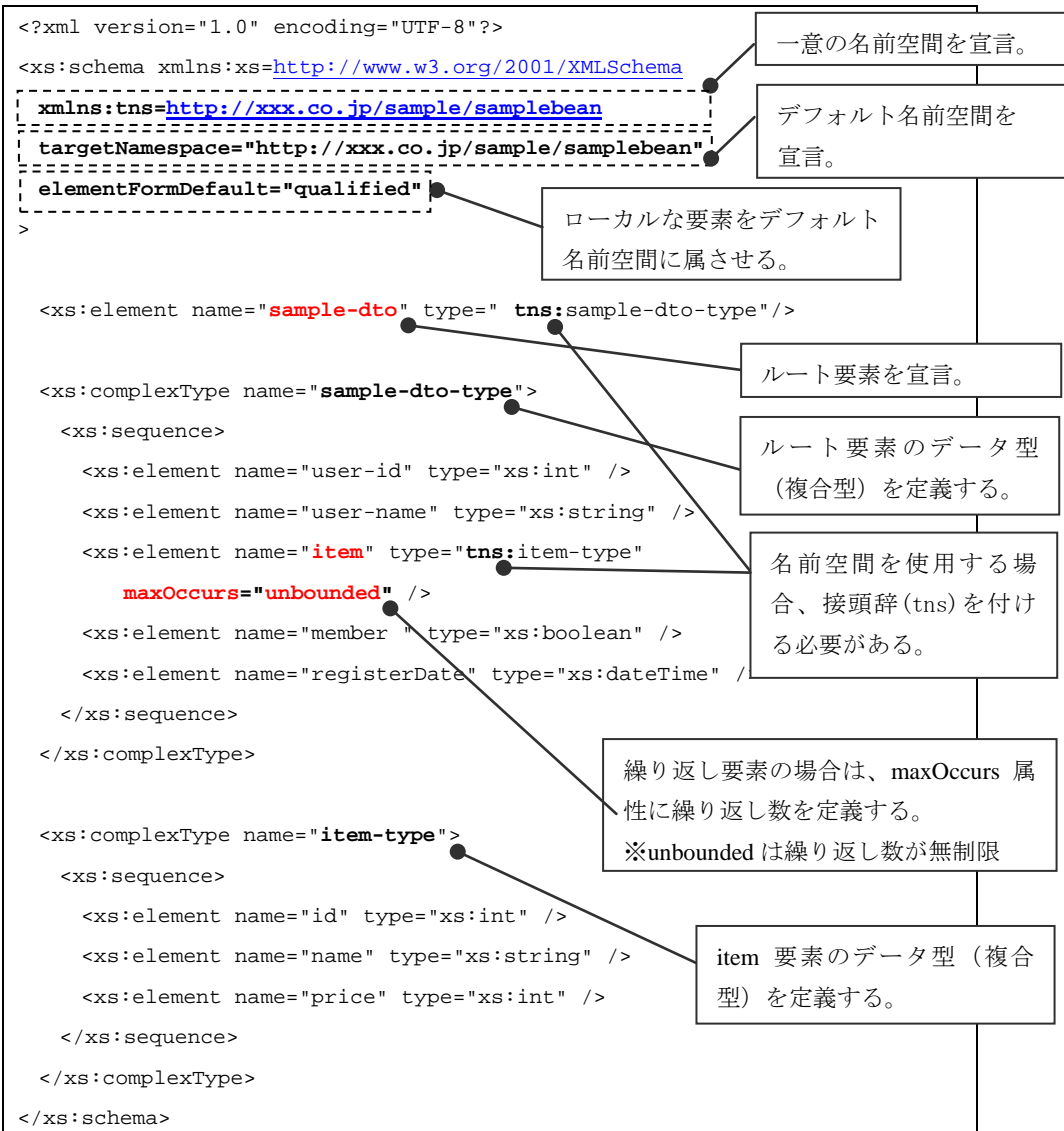 <?xml version="1.0" encoding="UTF-8"?>
<xs:schema xmlns:xs=http://www.w3.org/2001/XMLSchema
xmlns:tns=http://xxx.co.jp/sample/samplebean
targetNamespace="http://xxx.co.jp/sample/samplebean"
elementFormDefault="qualified"
>
一意の名前空間を宣言。
デフォルト名前空間を
宣言。
ローカルな要素をデフォルト
名前空間に属させる。
<xs:element name="sample-dto" type=" tns:sample-dto-type"/>
ルート要素を宣言。
<xs:complexType name="sample-dto-type">
<xs:sequence>
<xs:element name="user-id" type="xs:int" />
<xs:element name="user-name" type="xs:string" />
<xs:element name="item" type="tns:item-type"
maxOccurs="unbounded" />
<xs:element name="member " type="xs:boolean" />
<xs:element name="registerDate" type="xs:dateTime" /
</xs:sequence>
</xs:complexType>
ルート要素のデータ型
（複合型）を定義する。
名前空間を使用する場
合、接頭辞(tns)を付け
る必要がある。
繰り返し要素の場合は、maxOccurs 属
性に繰り返し数を定義する。
※unbounded は繰り返し数が無制限
<xs:complexType name="item-type">
<xs:sequence>
<xs:element name="id" type="xs:int" />
<xs:element name="name" type="xs:string" />
<xs:element name="price" type="xs:int" />
</xs:sequence>
</xs:complexType>
</xs:schema>
item 要素のデータ型（複合
型）を定義する。